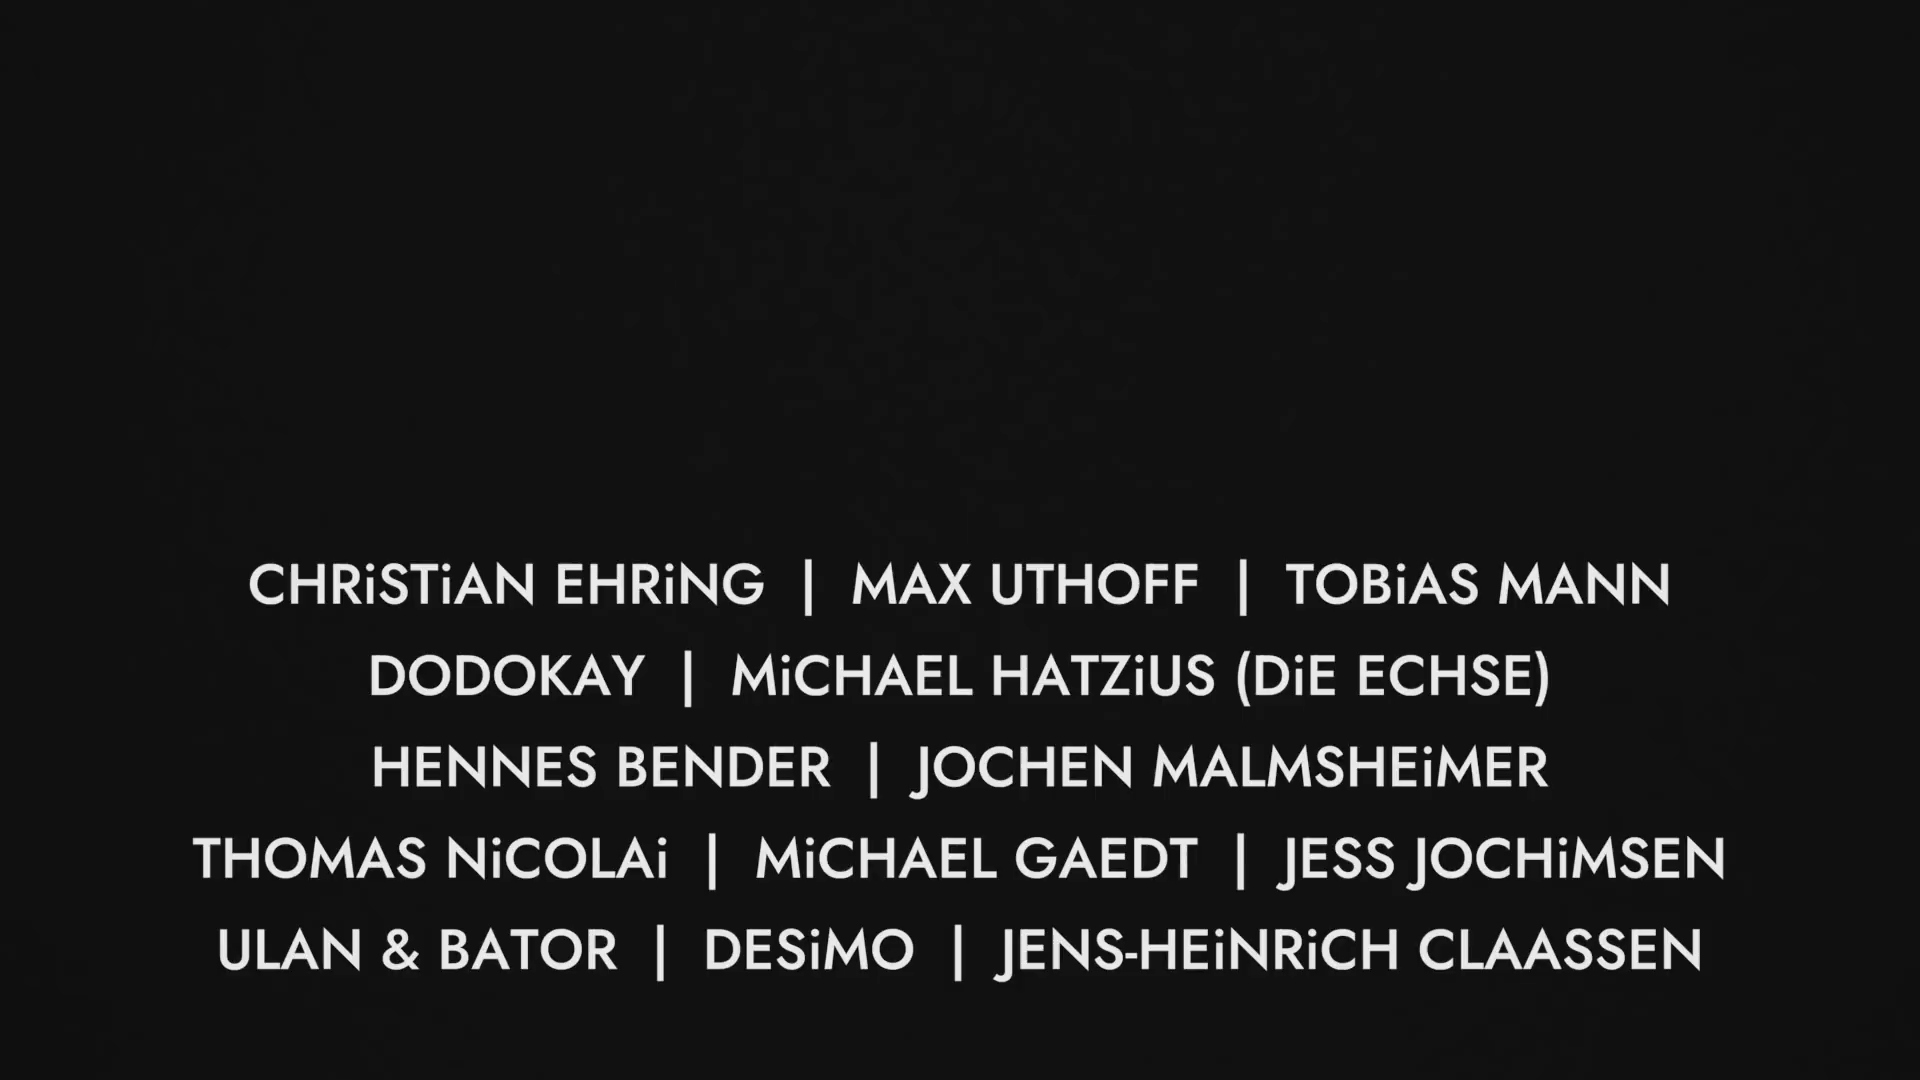 CHRiSTiAN EHRiNG | MAX UTHOFF | TOBiAS MANN
DODOKAY | MiCHAEL HATZiUS (DiE ECHSE)
HENNES BENDER | JOCHEN MALMSHEiMER
THOMAS NiCOLAi | MiCHAEL GAEDT | JESS JOCHiMSEN
ULAN & BATOR | DESiMO | JENS-HEiNRiCH CLAASSEN